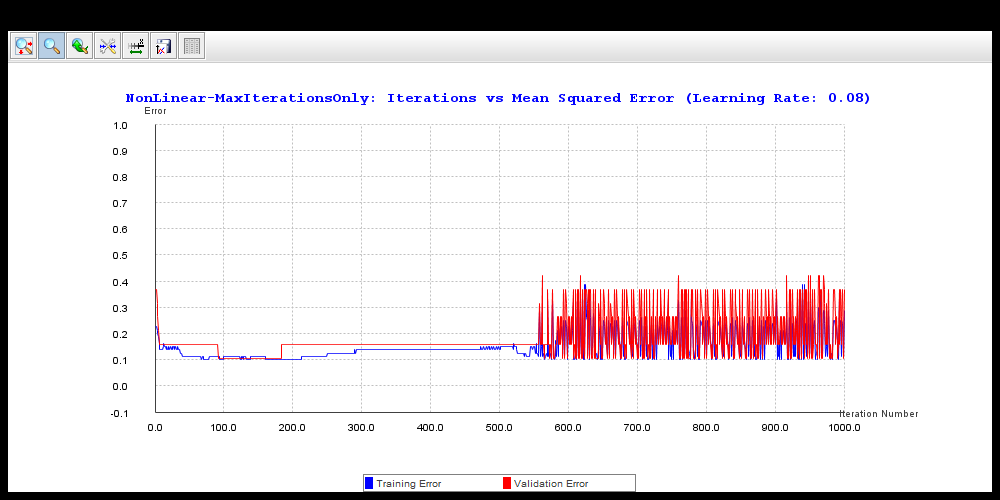 NonLinear-MaxIterationsOnly: Iterations vs Mean Squared Error (Learning Rate: 0.08)
Error
1.0
0.9
0.8
0.7
0.6
0.5
0.4
0.3
0.2
0.1
0.0
-0.1
Iteration Number
0.0 100.0 200.0 300.0 400.0 500.0 600.0 700.0 800.0 900.0 1000.0
Training Error Validation Error